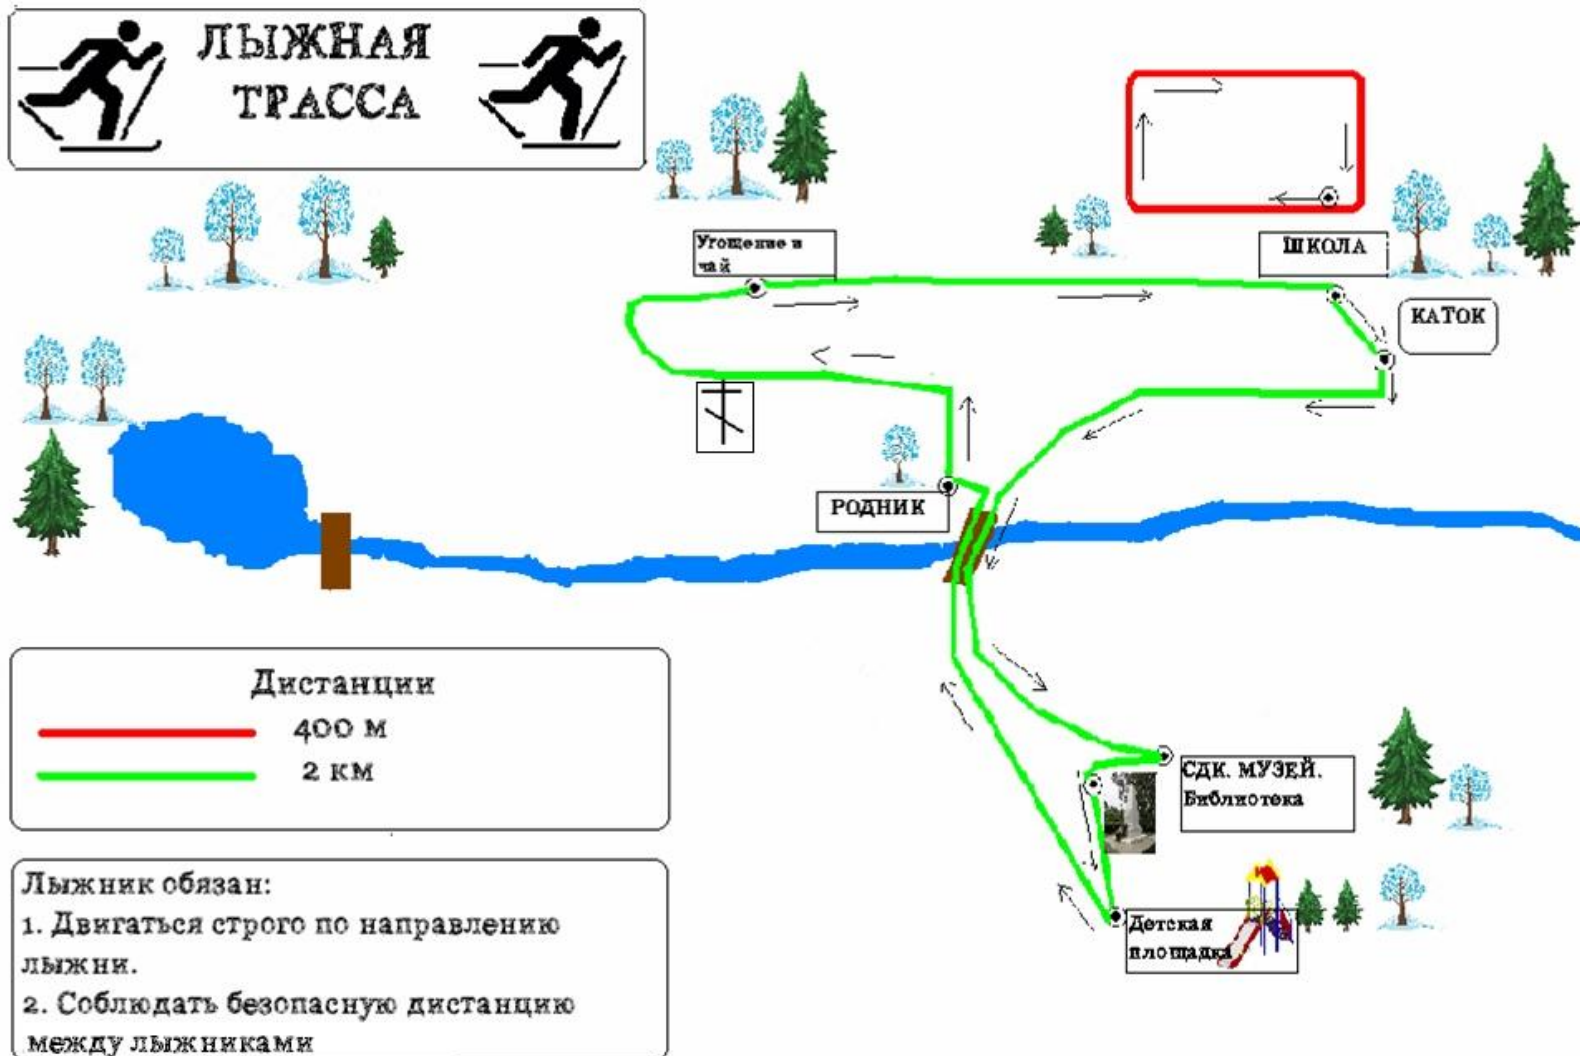 ЛЫЖНАЯ
ТРАССА
Угощение и
чай
ШКОЛА
КАТОК
РОДНИК
Дистанции
400 м
2 км
СДК. МУЗЕЙ.
Библиотека
Детская
площадка
Лыжник обязан:
1. Двигаться строго по направлению
лыжни.
2. Соблюдать безопасную дистанцию
между лыжниками